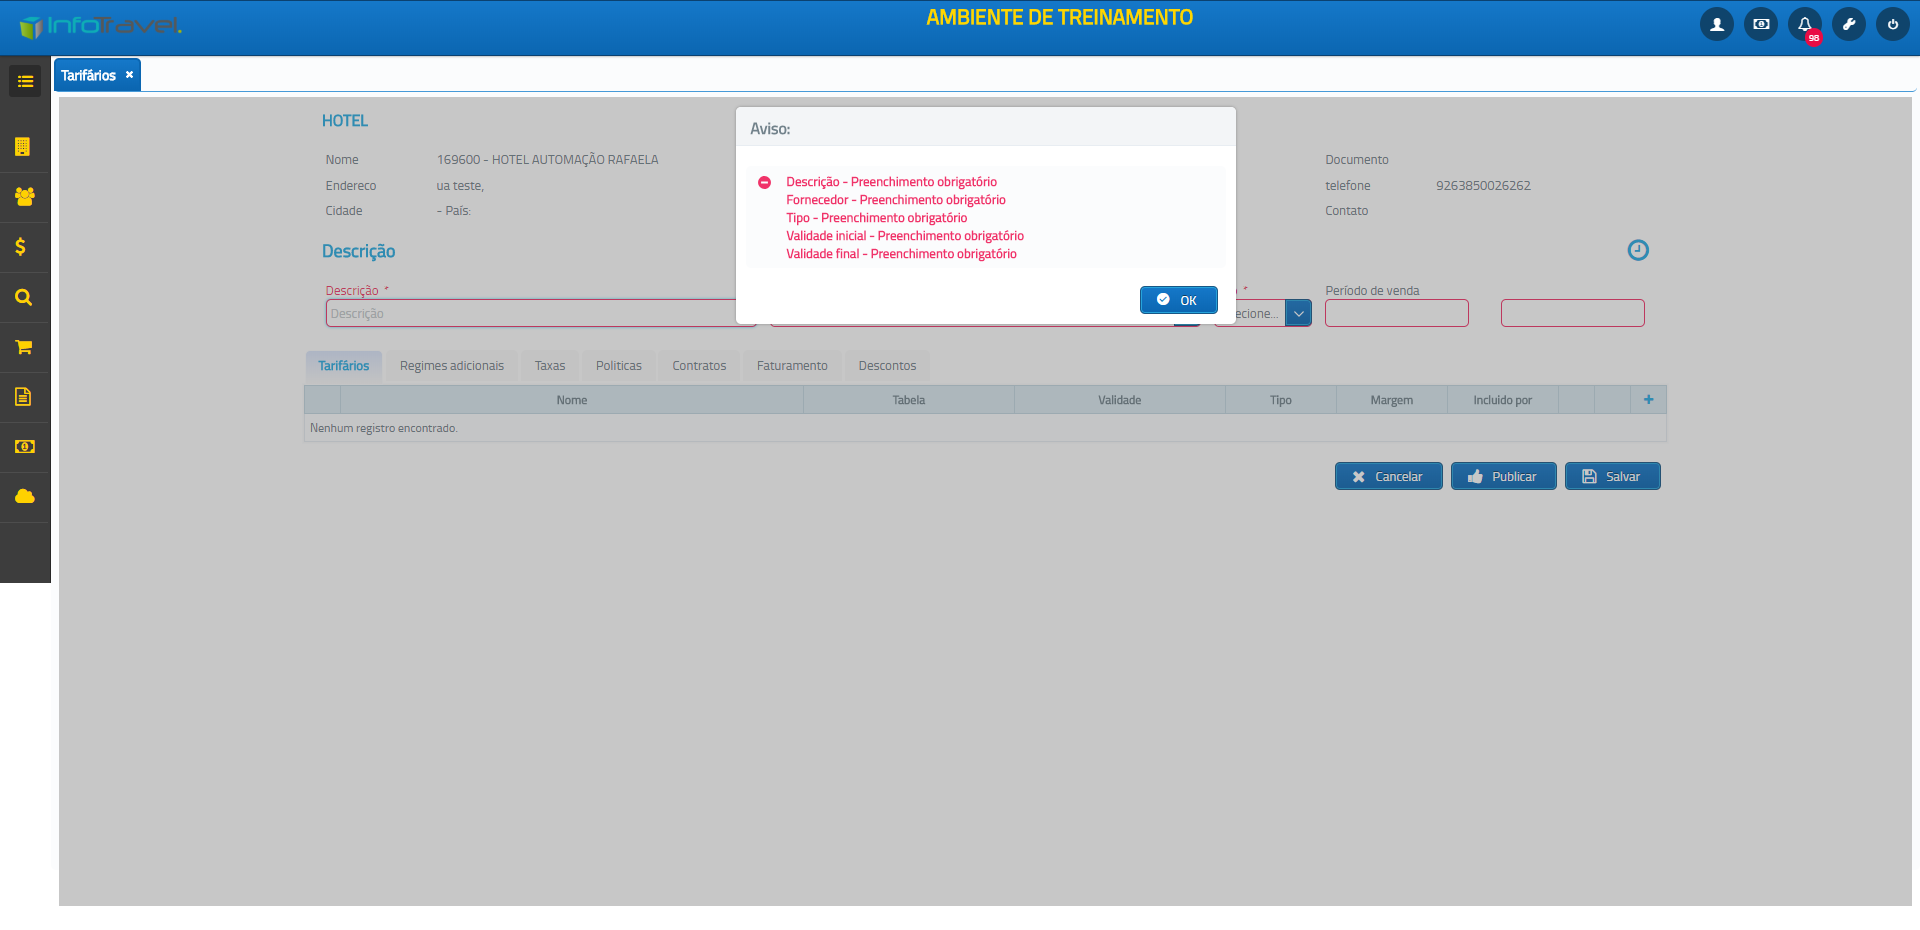 InfoTravel.
AMBIENTE DE TREINAMENTO
98
Tarifários
HOTEL
Aviso:
Nome 169600 - HOTEL AUTOMAÇÃO RAFAELA
Documento
Endereco ua teste,
telefone 9263850026262
Cidade - País:
Contato
Descrição - Preenchimento obrigatório
Fornecedor - Preenchimento obrigatório
Tipo - Preenchimento obrigatório
Validade inicial - Preenchimento obrigatório
Validade final - Preenchimento obrigatório
OK
Descrição
Descrição *
* Período de venda
Descrição
ecione...
Tarifários Regimes adicionais Taxas Politicas Contratos Faturamento Descontos
Nome Tabela Validade Tipo Margem Incluido por +
Nenhum registro encontrado.
Cancelar Publicar Salvar